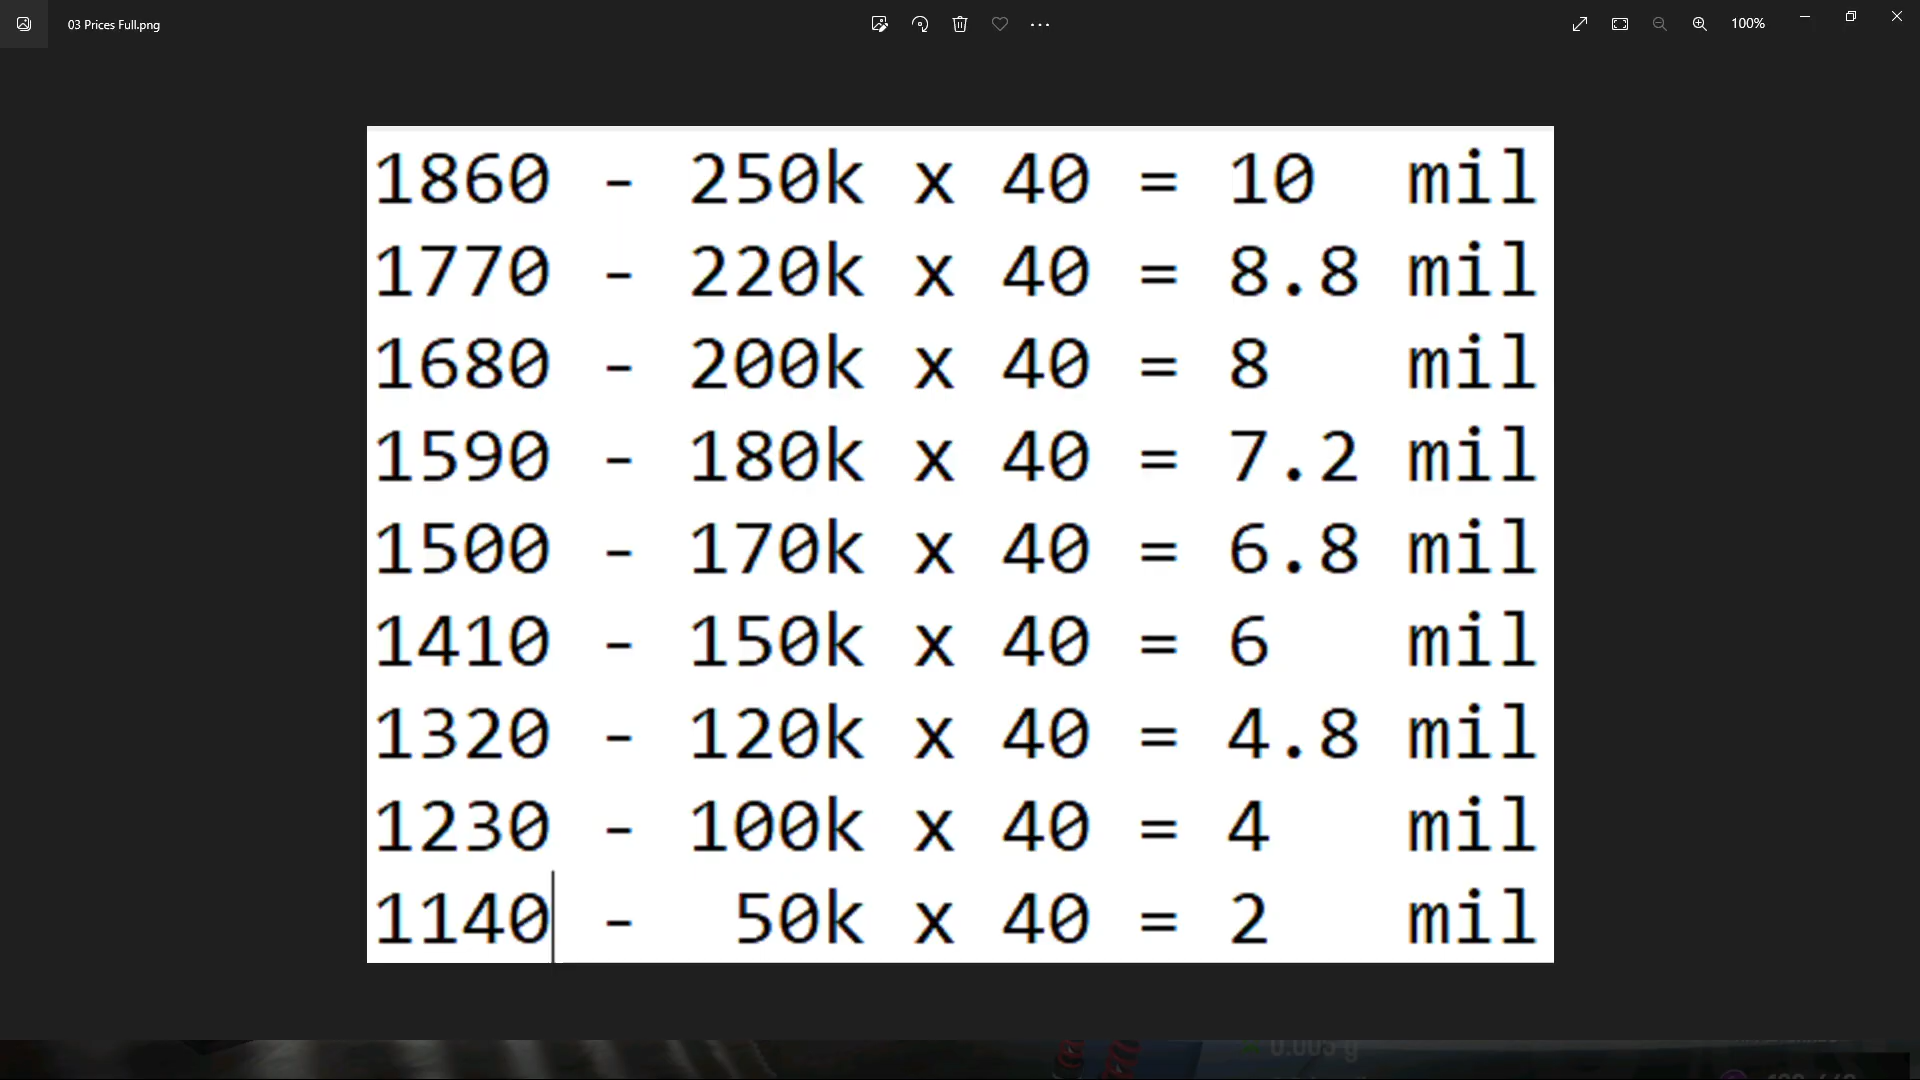 03 Prices Full.png
100%
1860 - 250k x 40 = 10 mil
1770 - 220k x 40 = 8.8 mil
1680 - 200k x 40 = 8 mil
1590 - 180k x 40 = 7.2 mil
1500 - 170k x 40 = 6.8 mil
1410 - 150k x 40 = 6 mil
1320 - 120k x 40 = 4.8 mil
1230 - 100k x 40 = 4 mil
1140 - 50k x 40 = 2 mil
0.005 g